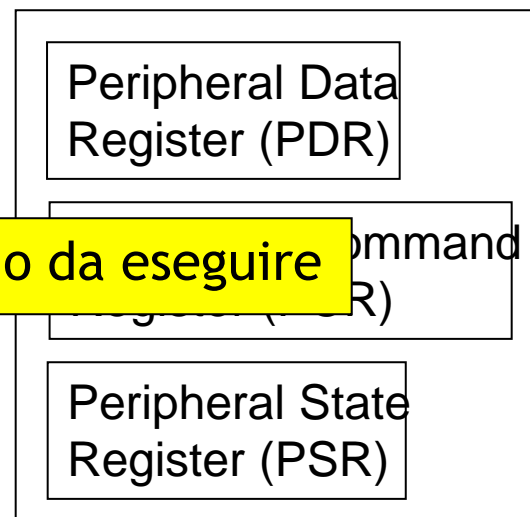 Peripheral Data
Register (PDR)
ommand
o da eseguire
R)
Peripheral State
Register (PSR)